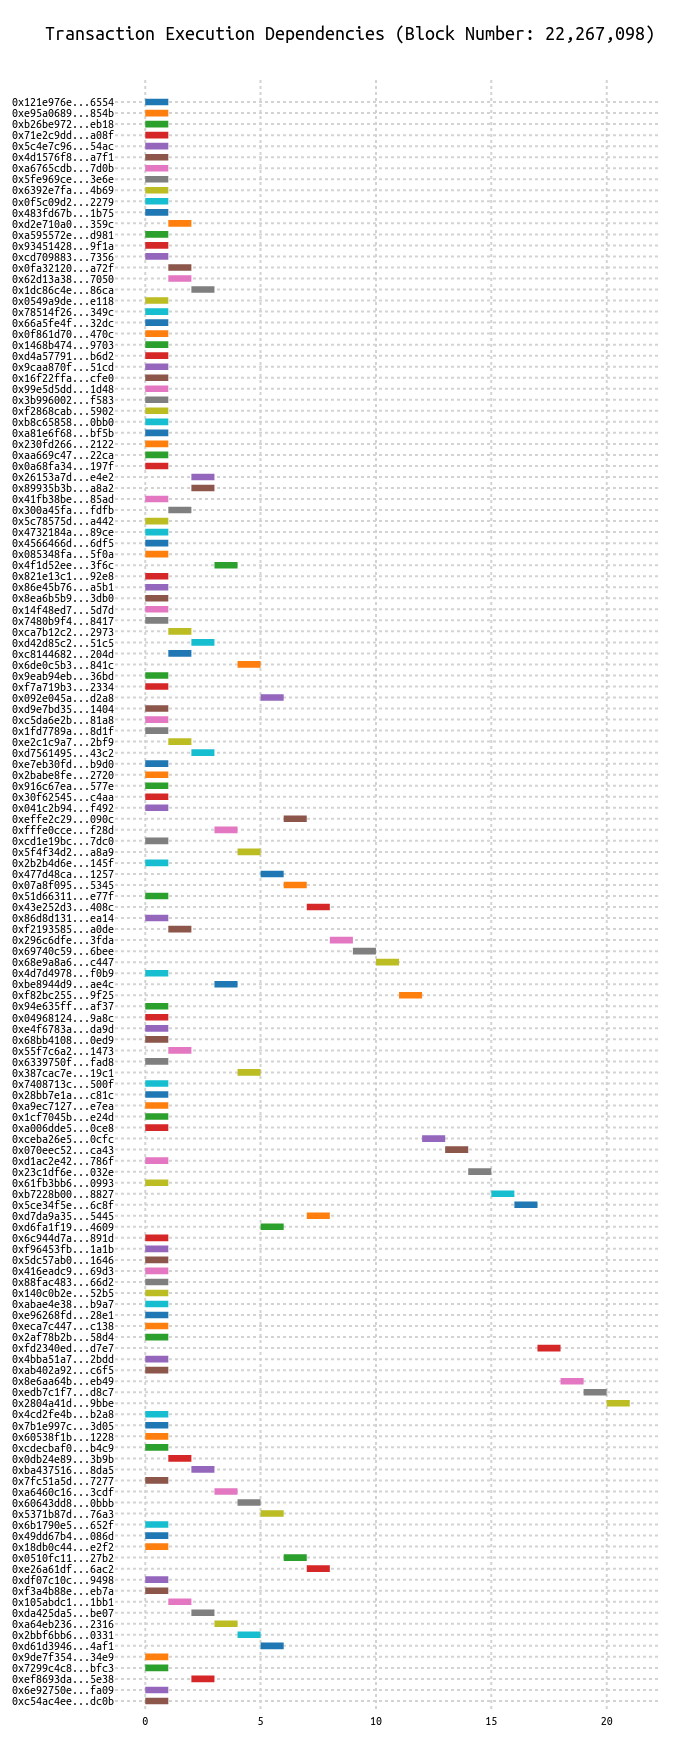 Transaction Execution Dependencies (Block Number: 22,267,098)
0x121e976e...6554
0xe95a0689...854b
0xb26be972...eb18
0x71e2c9dd...a08f
0x5c4e7c96...54ac
0x4d1576f8...a7f1
0xa6765cdb...7d0b
0x5fe969ce...3e6e
0x6392e7fa...4b69
0x0f5c09d2...2279
0x483fd67b...1b75
0xd2e710a0...359c
0xa595572e...d981
0x93451428...9f1a
0xcd709883...7356
0x0fa32120...a72f
0x62d13a38...7050
0x1dc86c4e...86ca
0x0549a9de...e118
0x78514f26...349c
0x66a5fe4f...32dc
0x0f861d70...470c
0x1468b474...9703
0xd4a57791...b6d2
0x9caa870f...51cd
0x16f22ffa...cfe0
0x99e5d5dd...1d48
0x3b996002...f583
0xf2868cab...5902
0xb8c65858...0bb0
0xa81e6f68...bf5b
0x230fd266...2122
0xaa669c47...22ca
0x0a68fa34...197f
0x26153a7d...e4e2
0x89935b3b...a8a2
0x41fb38be...85ad
0x300a45fa...fdfb
0x5c78575d...a442
0x4732184a...89ce
0x4566466d...6df5
0x085348fa...5f0a
0x4f1d52ee...3f6c
0x821e13c1...92e8
0x86e45b76...a5b1
0x8ea6b5b9...3db0
0x14f48ed7...5d7d
0x7480b9f4...8417
0xca7b12c2...2973
0xd42d85c2...51c5
0xc8144682...204d
0x6de0c5b3...841c
0x9eab94eb...36bd
0xf7a719b3...2334
0x092e045a...d2a8
0xd9e7bd35...1404
0xc5da6e2b...81a8
0x1fd7789a...8d1f
0xe2c1c9a7...2bf9
0xd7561495...43c2
0xe7eb30fd...b9d0
0x2babe8fe...2720
0x916c67ea...577e
0x30f62545...c4aa
0x041c2b94...f492
0xeffe2c29...090c
0xfffe0cce...f28d
0xcd1e19bc...7dc0
0x5f4f34d2...a8a9
0x2b2b4d6e...145f
0x477d48ca...1257
0x07a8f095...5345
0x51d66311...e77f
0x43e252d3...408c
0x86d8d131...ea14
0xf2193585...a0de
0x296c6dfe...3fda
0x69740c59...6bee
0x68e9a8a6...c447
0x4d7d4978...f0b9
0xbe8944d9...ae4c
0xf82bc255...9f25
0x94e635ff...af37
0x04968124...9a8c
0xe4f6783a...da9d
0x68bb4108...0ed9
0x55f7c6a2...1473
0x6339750f...fad8
0x387cac7e...19c1
0x7408713c...500f
0x28bb7e1a...c81c
0xa9ec7127...e7ea
0x1cf7045b...e24d
0xa006dde5...0ce8
0xceba26e5...0cfc
0x070eec52...ca43
0xd1ac2e42...786f
0x23c1df6e...032e
0x61fb3bb6...0993
0xb7228b00...8827
0x5ce34f5e...6c8f
0xd7da9a35...5445
0xd6fa1f19...4609
0x6c944d7a...891d
0xf96453fb...1a1b
0x5dc57ab0...1646
0x416eadc9...69d3
0x88fac483...66d2
0x140c0b2e...52b5
0xabae4e38...b9a7
0xe96268fd...28e1
0xeca7c447...c138
0x2af78b2b...58d4
0xfd2340ed...d7e7
0x4bba51a7...2bdd
0xab402a92...c6f5
0x8e6aa64b...eb49
0xedb7c1f7...d8c7
0x2804a41d...9bbe
0x4cd2fe4b...b2a8
0x7b1e997c...3d05
0x60538f1b...1228
0xcdecbaf0...b4c9
0x0db24e89...3b9b
0xba437516...8da5
0x7fc51a5d...7277
0xa6460c16...3cdf
0x60643dd8...0bbb
0x5371b87d...76a3
0x6b1790e5...652f
0x49dd67b4...086d
0x18db0c44...e2f2
0x0510fc11...27b2
0xe26a61df...6ac2
0xdf07c10c...9498
0xf3a4b88e...eb7a
0x105abdc1...1bb1
0xda425da5...be07
0xa64eb236...2316
0x2bbf6bb6...0331
0xd61d3946...4af1
0x9de7f354...34e9
0x7299c4c8...bfc3
0xef8693da...5e38
0x6e92750e...fa09
0xc54ac4ee...dc0b
0 5 10 15 20